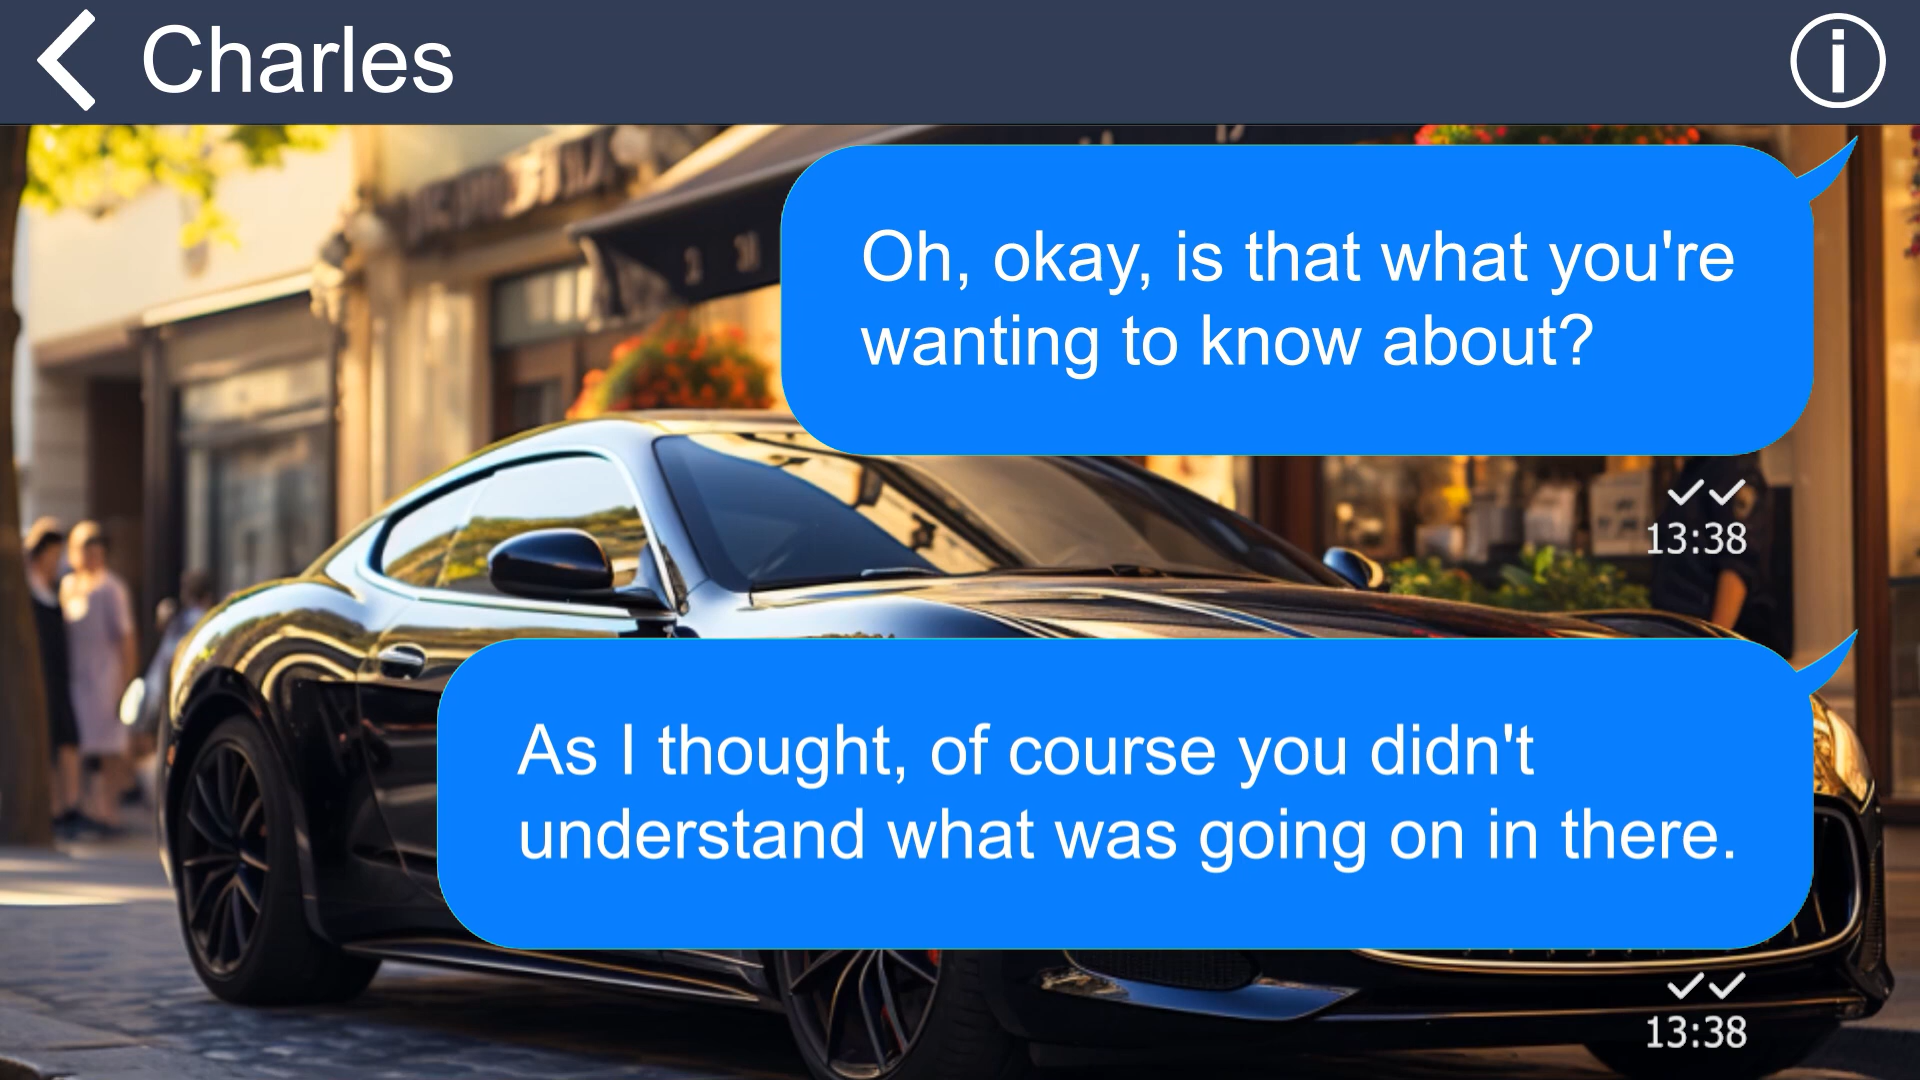 Charles
Oh, okay, is that what you're
wanting to know about?
13:38
As I thought, of course you didn't
understand what was going on in there.
13:38